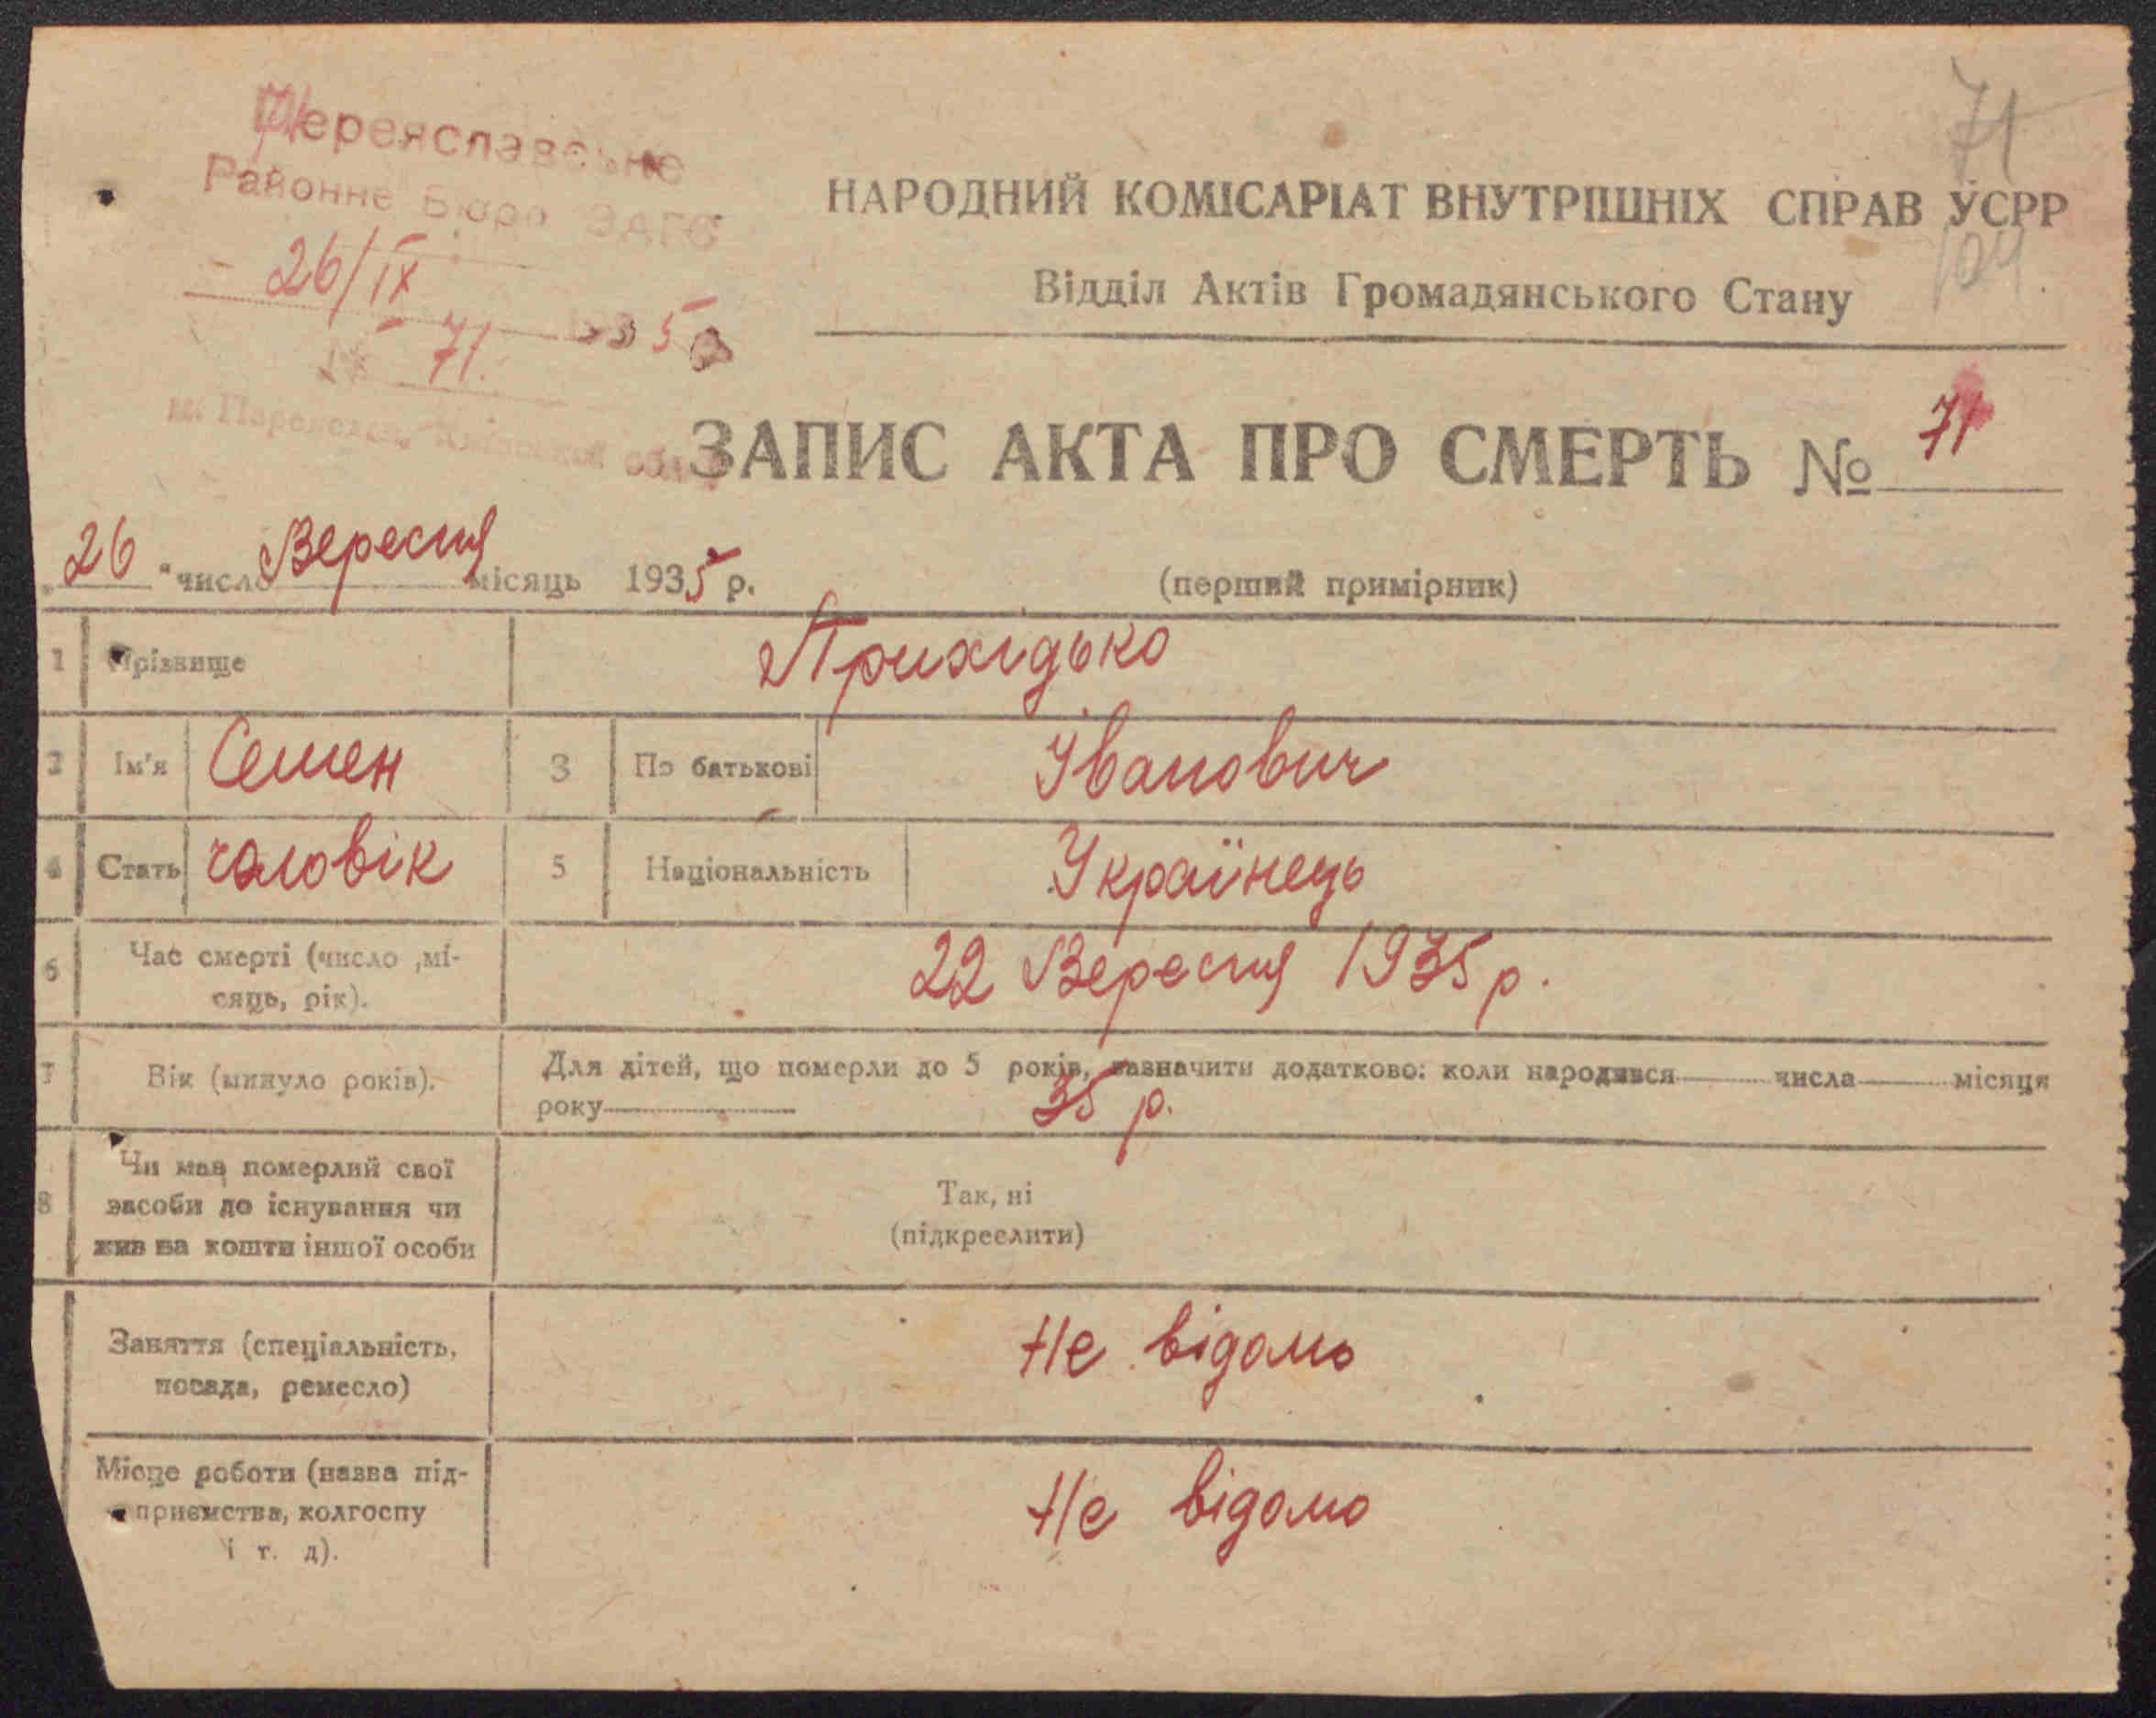 71
Переяславське
Районне Бюро ЗАГС
26/IX
1935
71.
м. Переяслав, Київської обл.
НАРОДНИЙ КОМІСАРІАТ ВНУТРІШНІХ СПРАВ УСРР
104
Відділ Актів Громадянського Стану
ЗАПИС АКТА ПРО СМЕРТЬ № 71
„26“ число Вересня місяць 1935 р.
(перший примірник)
1 Прізвище Прихідько
2 Ім'я Семен 3 По батькові Іванович
4 Стать чоловік 5 Національність Українець
6 Час смерті (число ,мі-
сяць, рік).
22 Вересня 1935 р.
7 Вік (минуло років). Для дітей, що померли до 5 років, зазначити додатково: коли народився числа місяця
року 35 р.
8 Чи мав померлий свої
засоби до існування чи
жив на кошти іншої особи
Так, ні
(підкреслити)
Заняття (спеціальність,
посада, ремесло)
Не відомо
Місце роботи (назва під-
приємства, колгоспу
і т. д).
Не відомо